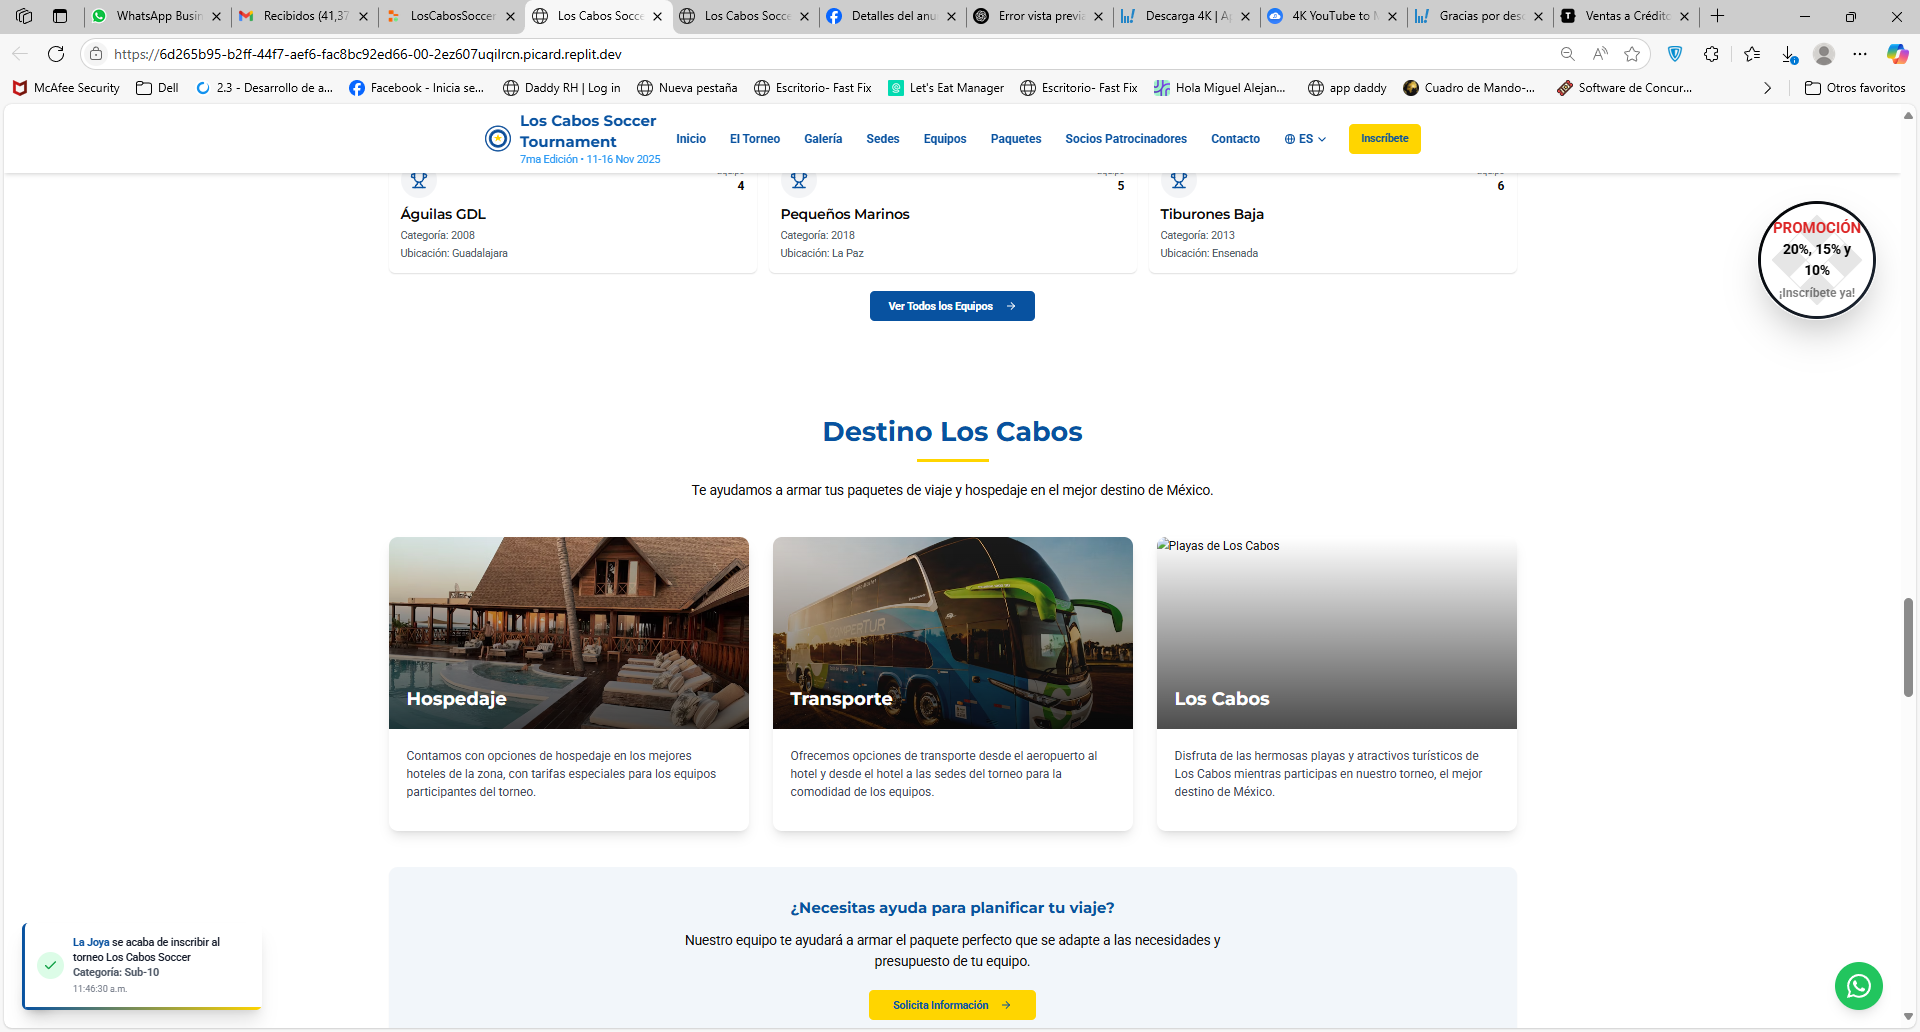 WhatsApp Busin
Recibidos (41,37
LosCabosSoccer
Los Cabos Socce
Los Cabos Socce
Detalles del anu
Error vista previa
Descarga 4K | A
4K YouTube to M
Gracias por desc
Ventas a Crédito
https://6d265b95-b2ff-44f7-aef6-fac8bc92ed66-00-2ez607uqilrcn.picard.replit.dev
McAfee Security
Dell
2.3 - Desarrollo de a...
Facebook - Inicia se...
Daddy RH | Log in
Nueva pestaña
Escritorio- Fast Fix
Let's Eat Manager
Escritorio- Fast Fix
Hola Miguel Alejan...
app daddy
Cuadro de Mando-...
Software de Concur...
Otros favoritos
Los Cabos Soccer
Tournament
7ma Edición • 11-16 Nov 2025
Inicio
El Torneo
Galería
Sedes
Equipos
Paquetes
Socios Patrocinadores
Contacto
ES
Inscríbete
4
5
6
Águilas GDL
Categoría: 2008
Ubicación: Guadalajara
Pequeños Marinos
Categoría: 2018
Ubicación: La Paz
Tiburones Baja
Categoría: 2013
Ubicación: Ensenada
PROMOCIÓN
20%, 15% y
10%
¡Inscríbete ya!
Ver Todos los Equipos
Destino Los Cabos
Te ayudamos a armar tus paquetes de viaje y hospedaje en el mejor destino de México.
Hospedaje
Contamos con opciones de hospedaje en los mejores
hoteles de la zona, con tarifas especiales para los equipos
participantes del torneo.
Transporte
Ofrecemos opciones de transporte desde el aeropuerto al
hotel y desde el hotel a las sedes del torneo para la
comodidad de los equipos.
Playas de Los Cabos
Los Cabos
Disfruta de las hermosas playas y atractivos turísticos de
Los Cabos mientras participas en nuestro torneo, el mejor
destino de México.
¿Necesitas ayuda para planificar tu viaje?
Nuestro equipo te ayudará a armar el paquete perfecto que se adapte a las necesidades y
presupuesto de tu equipo.
Solicita Información
La Joya se acaba de inscribir al
torneo Los Cabos Soccer
Categoría: Sub-10
11:46:30 a.m.